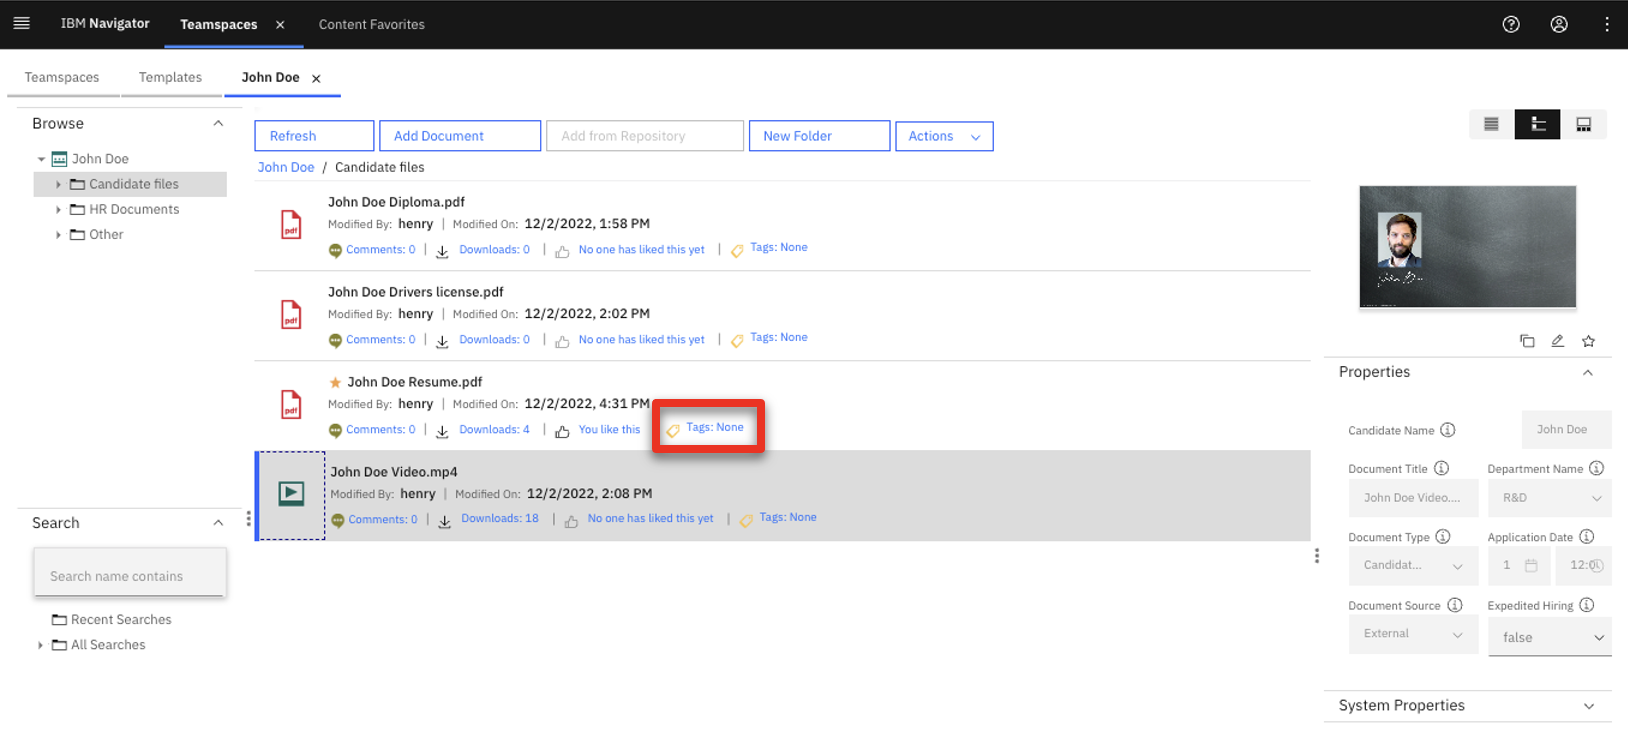 IBM Navigator
Teamspaces
Content Favorites
Teamspaces
Templates
John Doe
Browse
John Doe
Candidate files
HR Documents
Other
Search
Search name contains
Recent Searches
All Searches
Refresh
Add Document
Add from Repository
New Folder
Actions
John Doe / Candidate files
John Doe Diploma.pdf
Modified By: henry | Modified On: 12/2/2022, 1:58 PM
Comments: 0 | Downloads: 0 | No one has liked this yet | Tags: None
pdf
John Doe Drivers license.pdf
Modified By: henry | Modified On: 12/2/2022, 2:02 PM
Comments: 0 | Downloads: 0 | No one has liked this yet | Tags: None
pdf
John Doe Resume.pdf
Modified By: henry | Modified On: 12/2/2022, 4:31 PM
Comments: 0 | Downloads: 4 | You like this Tags: None
pdf
John Doe Video.mp4
Modified By: henry | Modified On: 12/2/2022, 2:08 PM
Comments: 0 | Downloads: 18 | No one has liked this yet | Tags: None
Properties
Candidate Name
John Doe
Document Title
John Doe Video....
Department Name
R&D
Document Type
Candidat...
Application Date
1
Document Source
External
Expedited Hiring
false
System Properties